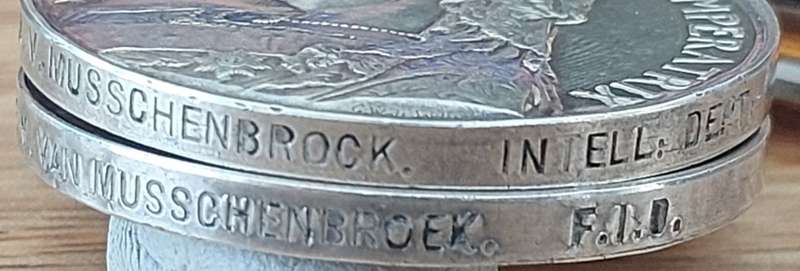 IMPERATRIX
V. MUSSCHENBROCK. INTELL: DEPT
VAN MUSSCHENBROEK. F.I.D.